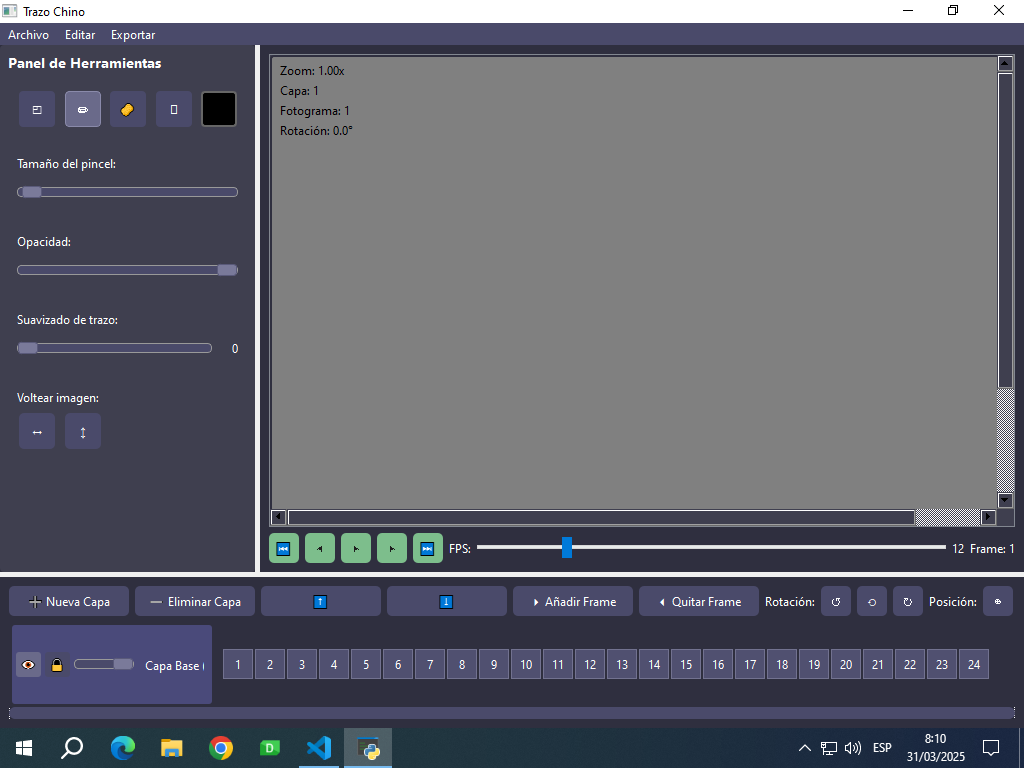 Trazo Chino
Archivo Editar Exportar
Panel de Herramientas
Tamaño del pincel:
Opacidad:
Suavizado de trazo:
0
Voltear imagen:
Zoom: 1.00x
Capa: 1
Fotograma: 1
Rotación: 0.0°
FPS: 12 Frame: 1
Nueva Capa Eliminar Capa Añadir Frame Quitar Frame Rotación: Posición:
Capa Base 1 2 3 4 5 6 7 8 9 10 11 12 13 14 15 16 17 18 19 20 21 22 23 24
D
ESP
8:10
31/03/2025